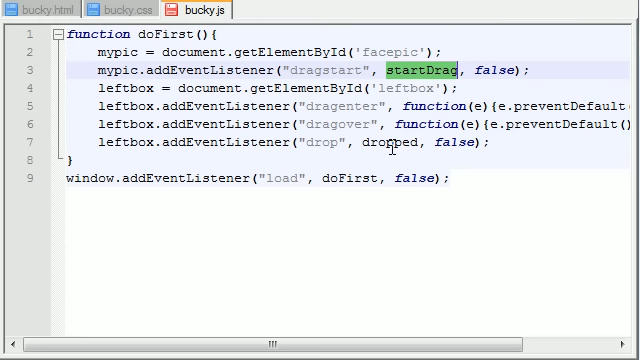 bucky.html bucky.css bucky.js
1 function doFirst(){
2 mypic = document.getElementById('facepic');
3 mypic.addEventListener("dragstart", startDrag, false);
4 leftbox = document.getElementById('leftbox');
5 leftbox.addEventListener("dragenter", function(e){e.preventDefault(
6 leftbox.addEventListener("dragover", function(e){e.preventDefault()
7 leftbox.addEventListener("drop", dropped, false);
8 }
9 window.addEventListener("load", doFirst, false);